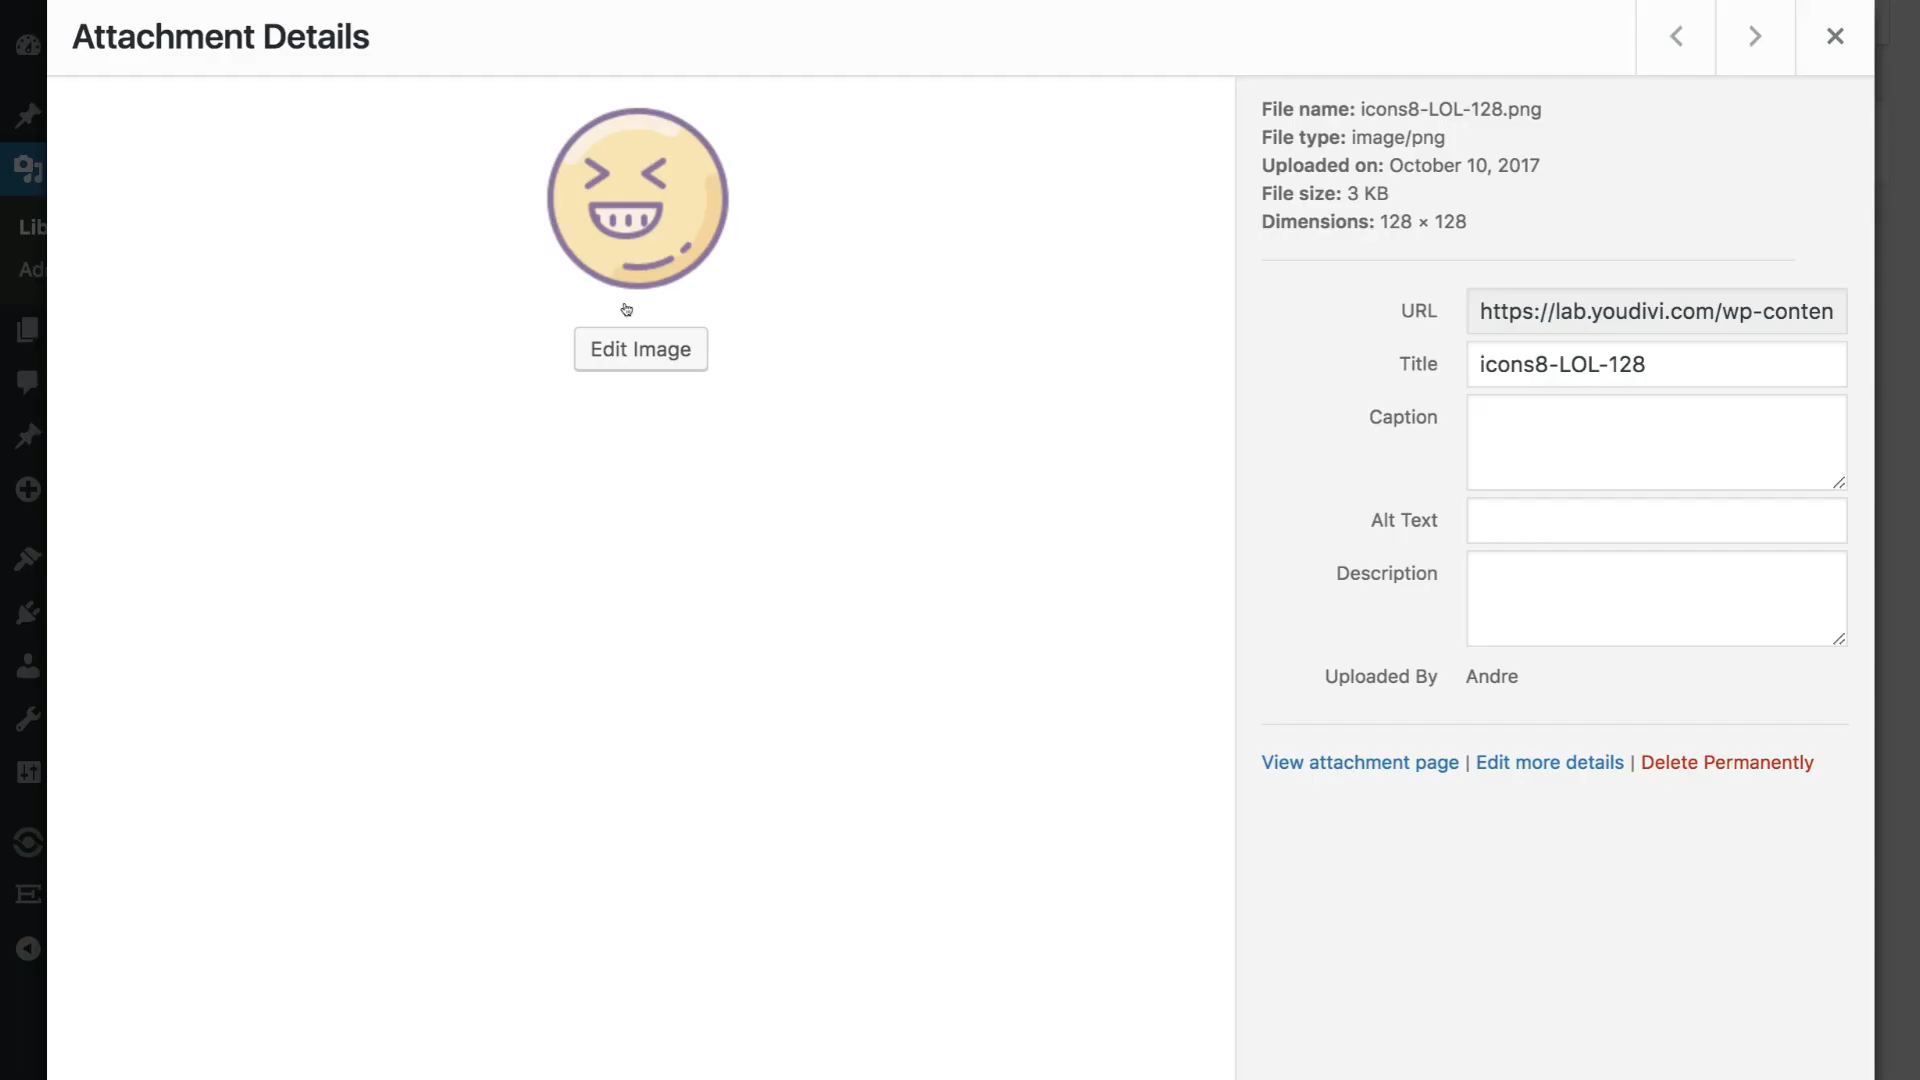 Attachment Details
File name: icons8-LOL-128.png
File type: image/png
Uploaded on: October 10, 2017
File size: 3 KB
Dimensions: 128 × 128
Lib
Ad
Edit Image
URL https://lab.youdivi.com/wp-conten
Title icons8-LOL-128
Caption
Alt Text
Description
Uploaded By Andre
View attachment page | Edit more details | Delete Permanently